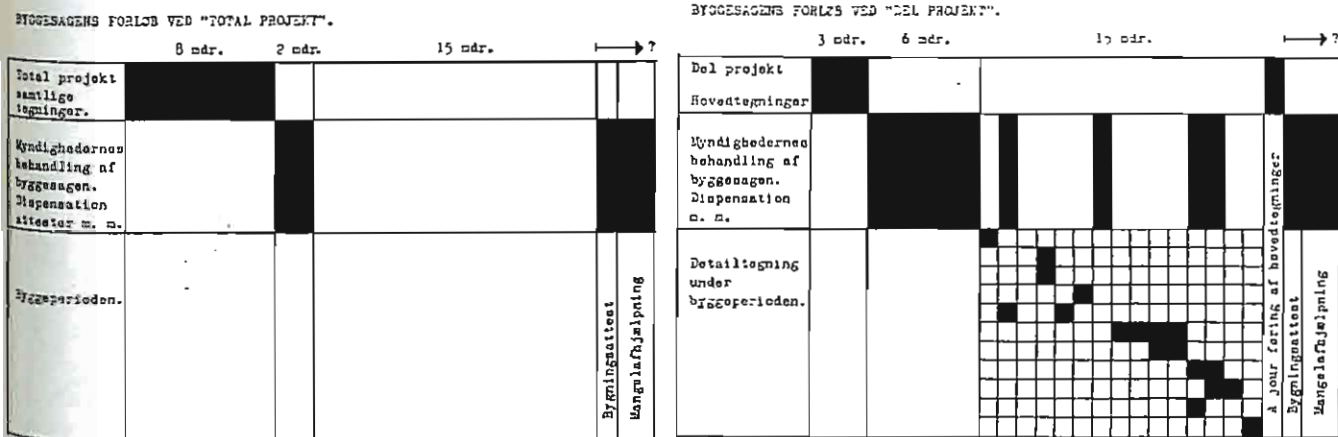 BYGGESAGENS FORLØB VED "TOTAL PROJEKT".
8 mdr. 2 mdr. 15 mdr. ?
Total projekt
samtlige
tegninger.
Myndighedernes
behandling af
byggesagen.
Dispensation
attester m. m.
Byggeperioden.
Bygningsattest
Mangelafhjælpning
BYGGESAGENS FORLØB VED "DEL PROJEKT".
3 mdr. 6 mdr. 15 mdr. ?
Del projekt
Hovedtegninger
Myndighedernes
behandling af
byggesagen.
Dispensation
m. m.
Detailtegning
under
byggeperioden.
A jour føring af hovedtegninger
Bygningsattest
Mangelafhjælpning